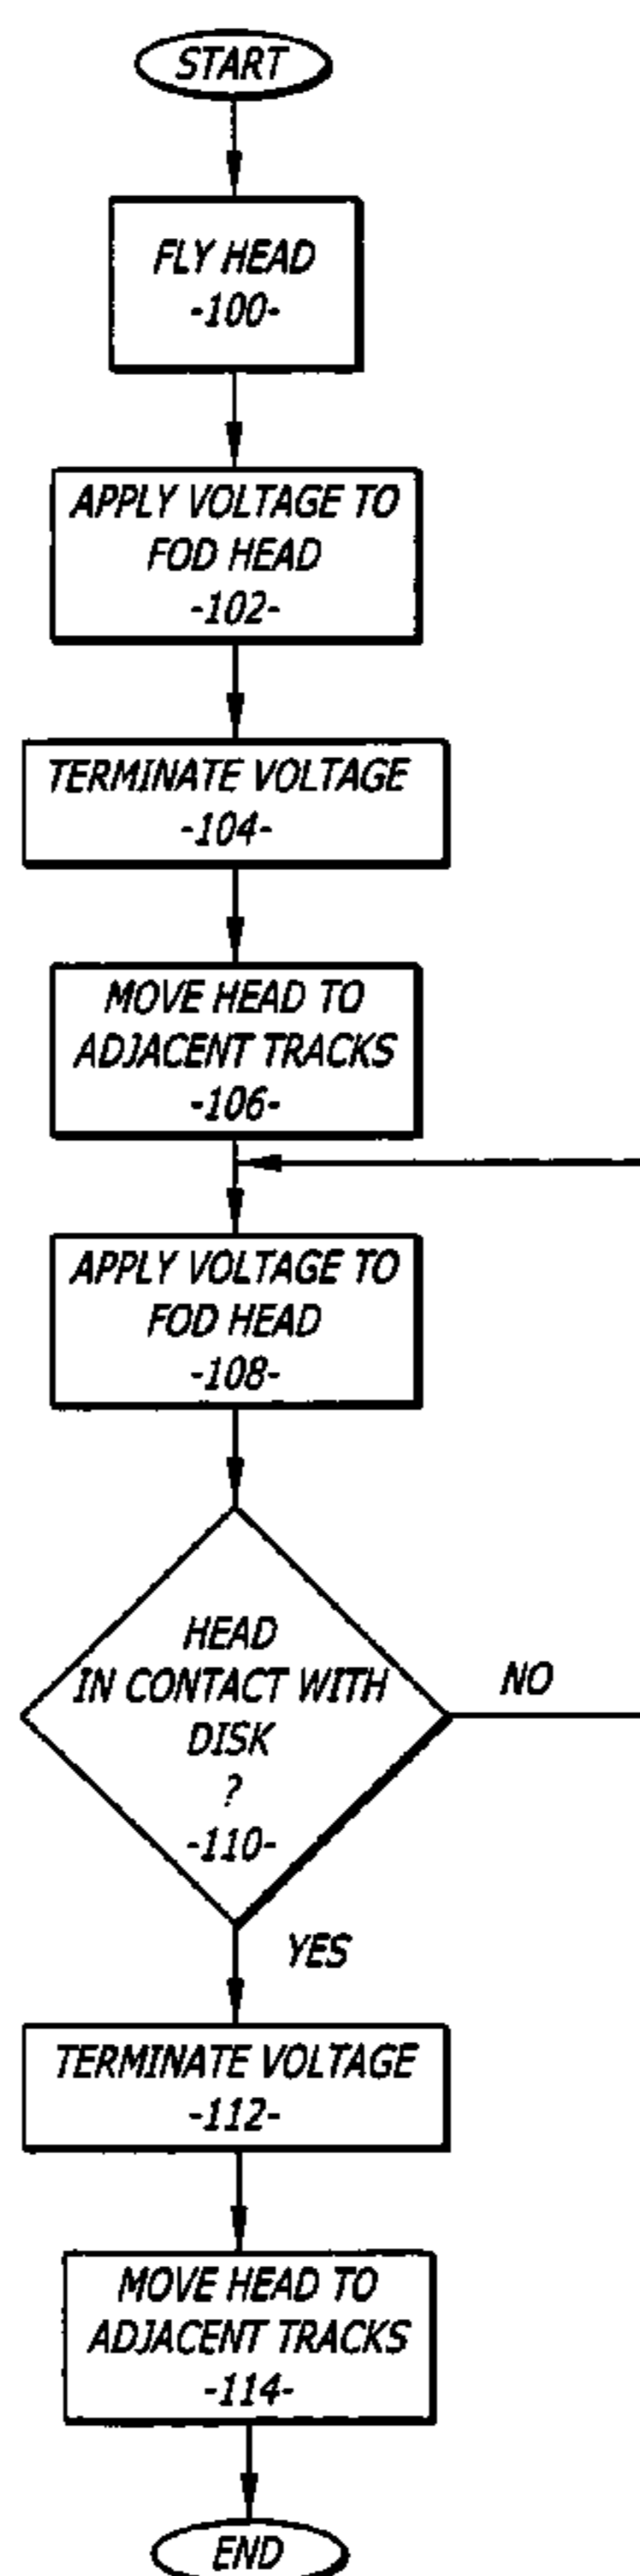 START
FLY HEAD
-100-
APPLY VOLTAGE TO
FOD HEAD
-102-
TERMINATE VOLTAGE
-104-
MOVE HEAD TO
ADJACENT TRACKS
-106-
APPLY VOLTAGE TO
FOD HEAD
-108-
HEAD
IN CONTACT WITH
DISK
?
-110-
NO
YES
TERMINATE VOLTAGE
-112-
MOVE HEAD TO
ADJACENT TRACKS
-114-
END